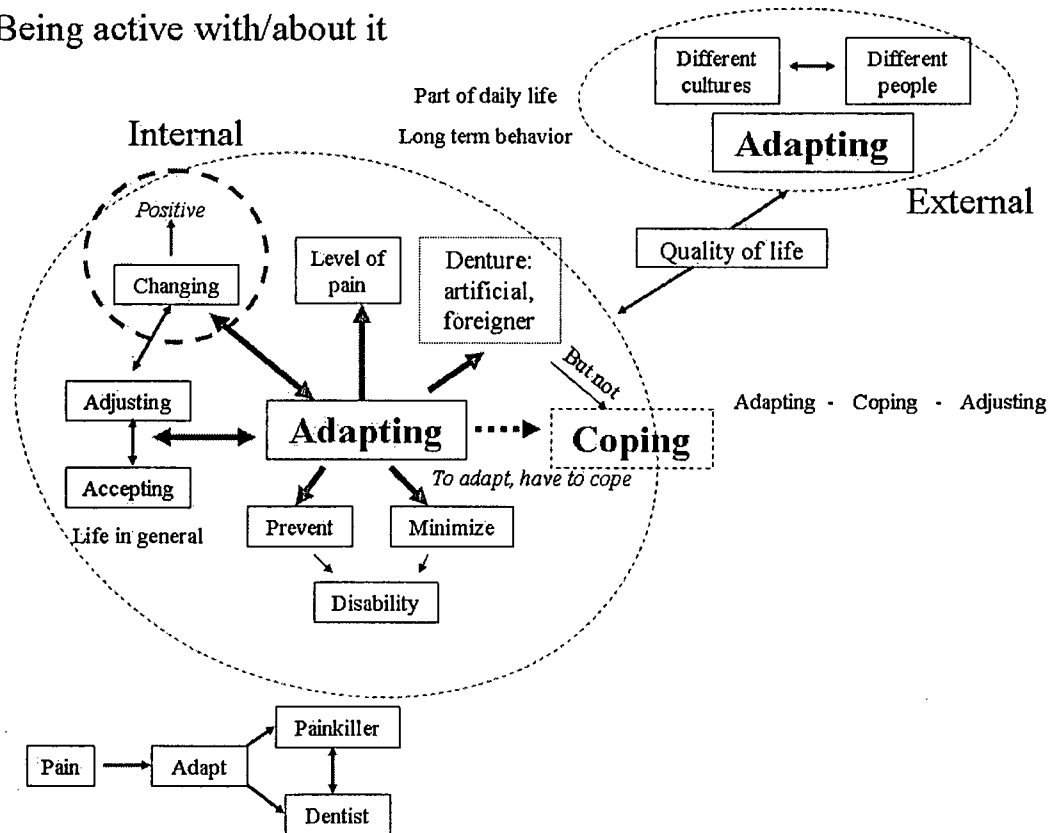 Being active with/about it
Different
cultures
Different
people
Part of daily life
Long term behavior
Adapting
External
Internal
Positive
Changing
Level of
pain
Denture:
artificial,
foreigner
Quality of life
But not
Adjusting
Adapting
Coping
Adapting - Coping - Adjusting
Accepting
To adapt, have to cope
Life in general
Prevent
Minimize
Disability
Painkiller
Pain
Adapt
Dentist